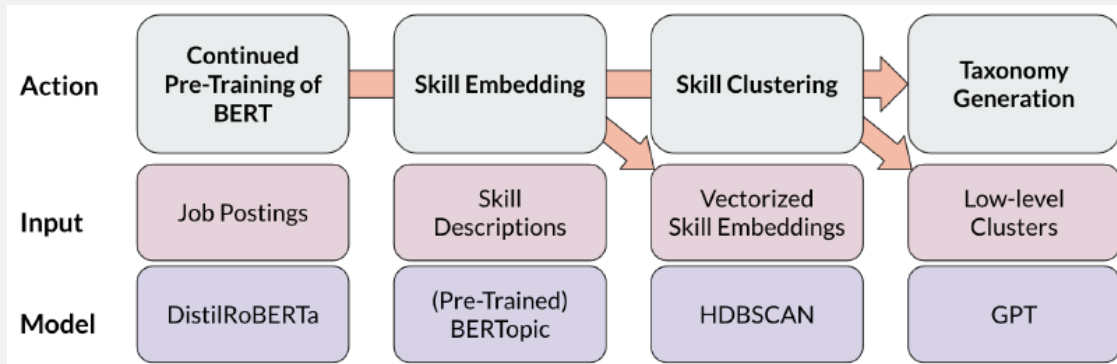 Action
Continued
Pre-Training of
BERT
Skill Embedding
Skill Clustering
Taxonomy
Generation
Input
Job Postings
Skill
Descriptions
Vectorized
Skill Embeddings
Low-level
Clusters
Model
DistilRoBERTa
(Pre-Trained)
BERTopic
HDBSCAN
GPT